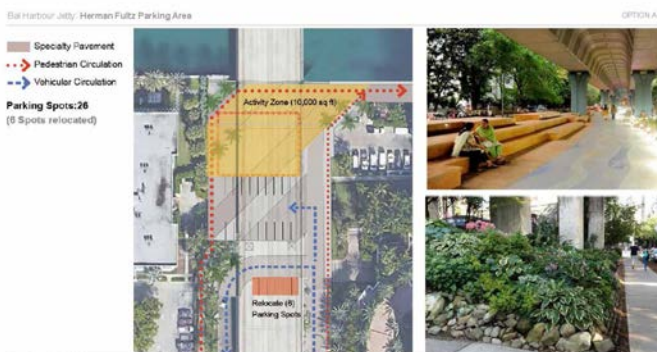 Bal Harbour Jetty: Herman Fultz Parking Area
OPTION A
Specialty Pavement
Pedestrian Circulation
Vehicular Circulation
Parking Spots:26
(6 Spots relocated)
Activity Zone (10,000 sq ft)
Relocate (6)
Parking Spots